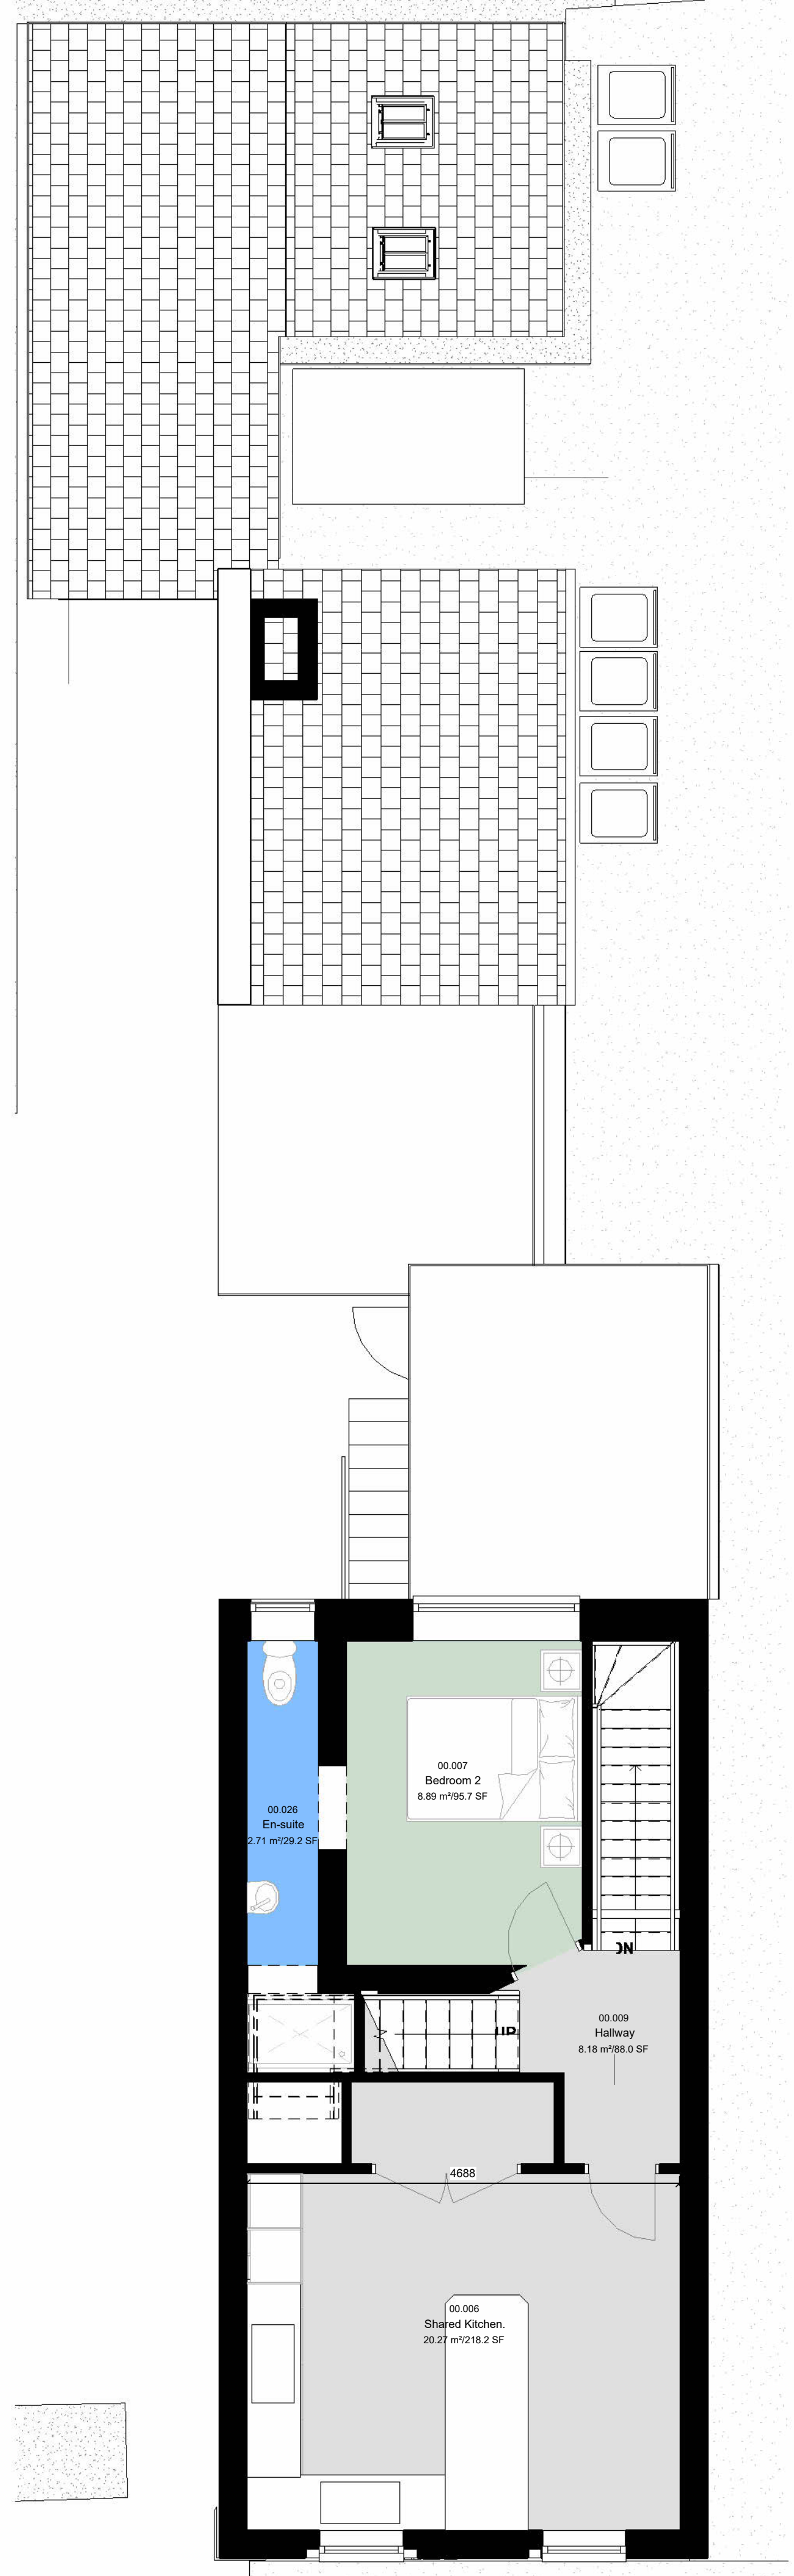 00.007
Bedroom 2
8.89 m²/95.7 SF
00.026
En-suite
2.71 m²/29.2 SF
00.009
Hallway
8.18 m²/88.0 SF
UP
4688
00.006
Shared Kitchen.
20.27 m²/218.2 SF